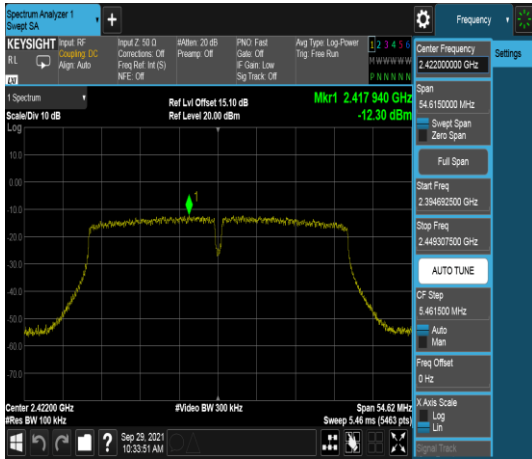 Spectrum Analyzer 1
Swept SA
+
Frequency
KEYSIGHT
RL
LXI
Input: RF
Coupling: DC
Align: Auto
Input Z: 50 Ω
Corrections: Off
Freq Ref: Int (S)
NFE: Off
#Atten: 20 dB
Preamp: Off
PNO: Fast
Gate: Off
IF Gain: Low
Sig Track: Off
Avg Type: Log-Power
Trig: Free Run
1 2 3 4 5 6
M W W W W W
P N N N N N
Center Frequency
2.422000000 GHz
Settings
Span
54.6150000 MHz
Swept Span
Zero Span
Full Span
Start Freq
2.394692500 GHz
Stop Freq
2.449307500 GHz
AUTO TUNE
CF Step
5.461500 MHz
Auto
Man
Freq Offset
0 Hz
X Axis Scale
Log
Lin
Signal Track
1 Spectrum
Scale/Div 10 dB
Log
Ref Lvl Offset 15.10 dB
Ref Level 20.00 dBm
Mkr1 2.417 940 GHz
-12.30 dBm
1
10.0
0.00
-10.0
-20.0
-30.0
-40.0
-50.0
-60.0
-70.0
Center 2.42200 GHz
#Res BW 100 kHz
#Video BW 300 kHz
Span 54.62 MHz
Sweep 5.46 ms (5463 pts)
?
Sep 29, 2021
10:33:51 AM